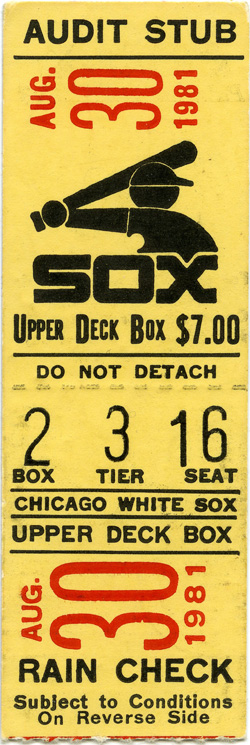 AUDIT STUB
AUG. 30 1981
SOX
UPPER DECK BOX $7.00
DO NOT DETACH
2 3 16
BOX TIER SEAT
CHICAGO WHITE SOX
UPPER DECK BOX
AUG. 30 1981
RAIN CHECK
Subject to Conditions
On Reverse Side